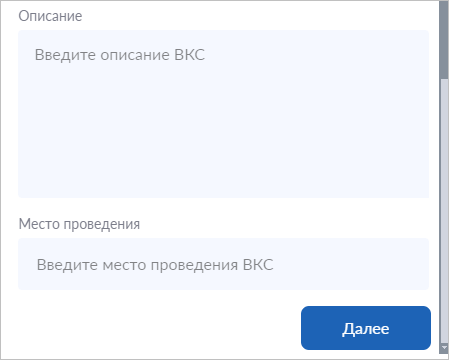 Описание
Введите описание ВКС
Место проведения
Введите место проведения ВКС
Далее